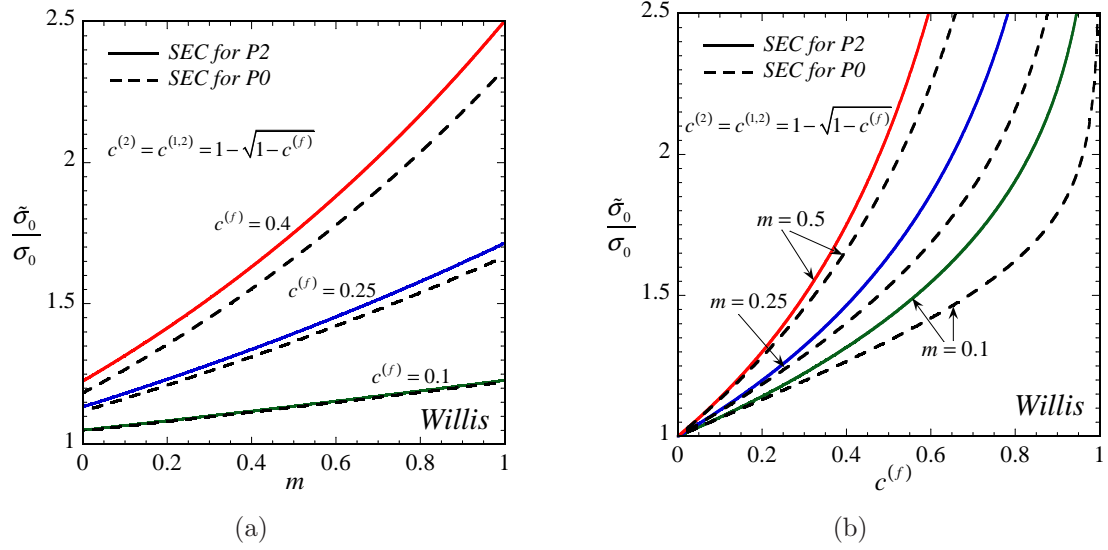 2.5
2
1.5
1
σ̃₀
σ₀
SEC for P2
SEC for P0
c⁽²⁾ = c⁽¹,²⁾ = 1 − √(1 − c⁽ᶠ⁾)
c⁽ᶠ⁾ = 0.4
c⁽ᶠ⁾ = 0.25
c⁽ᶠ⁾ = 0.1
Willis
0 0.2 0.4 0.6 0.8 1
m
(a)
2.5
2
1.5
1
σ̃₀
σ₀
SEC for P2
SEC for P0
c⁽²⁾ = c⁽¹,²⁾ = 1 − √(1 − c⁽ᶠ⁾)
m = 0.5
m = 0.25
m = 0.1
Willis
0 0.2 0.4 0.6 0.8 1
c⁽ᶠ⁾
(b)